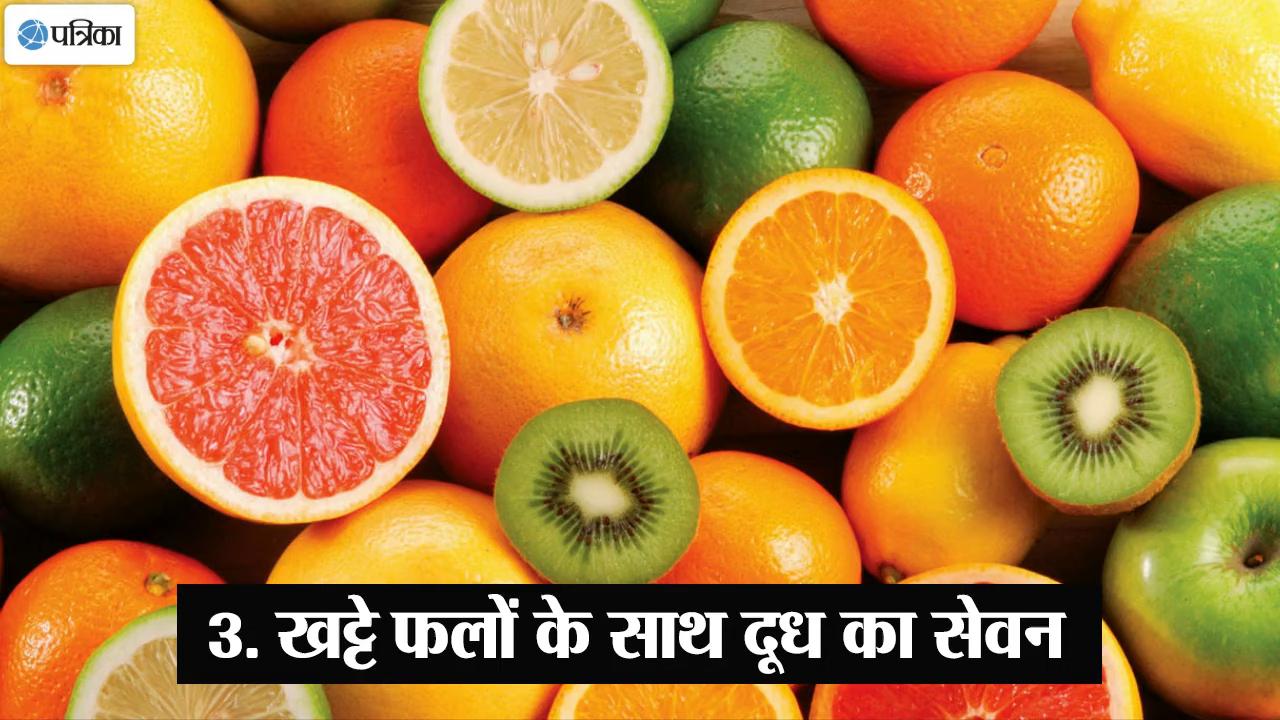 पत्रिका
3. खट्टे फलों के साथ दूध का सेवन